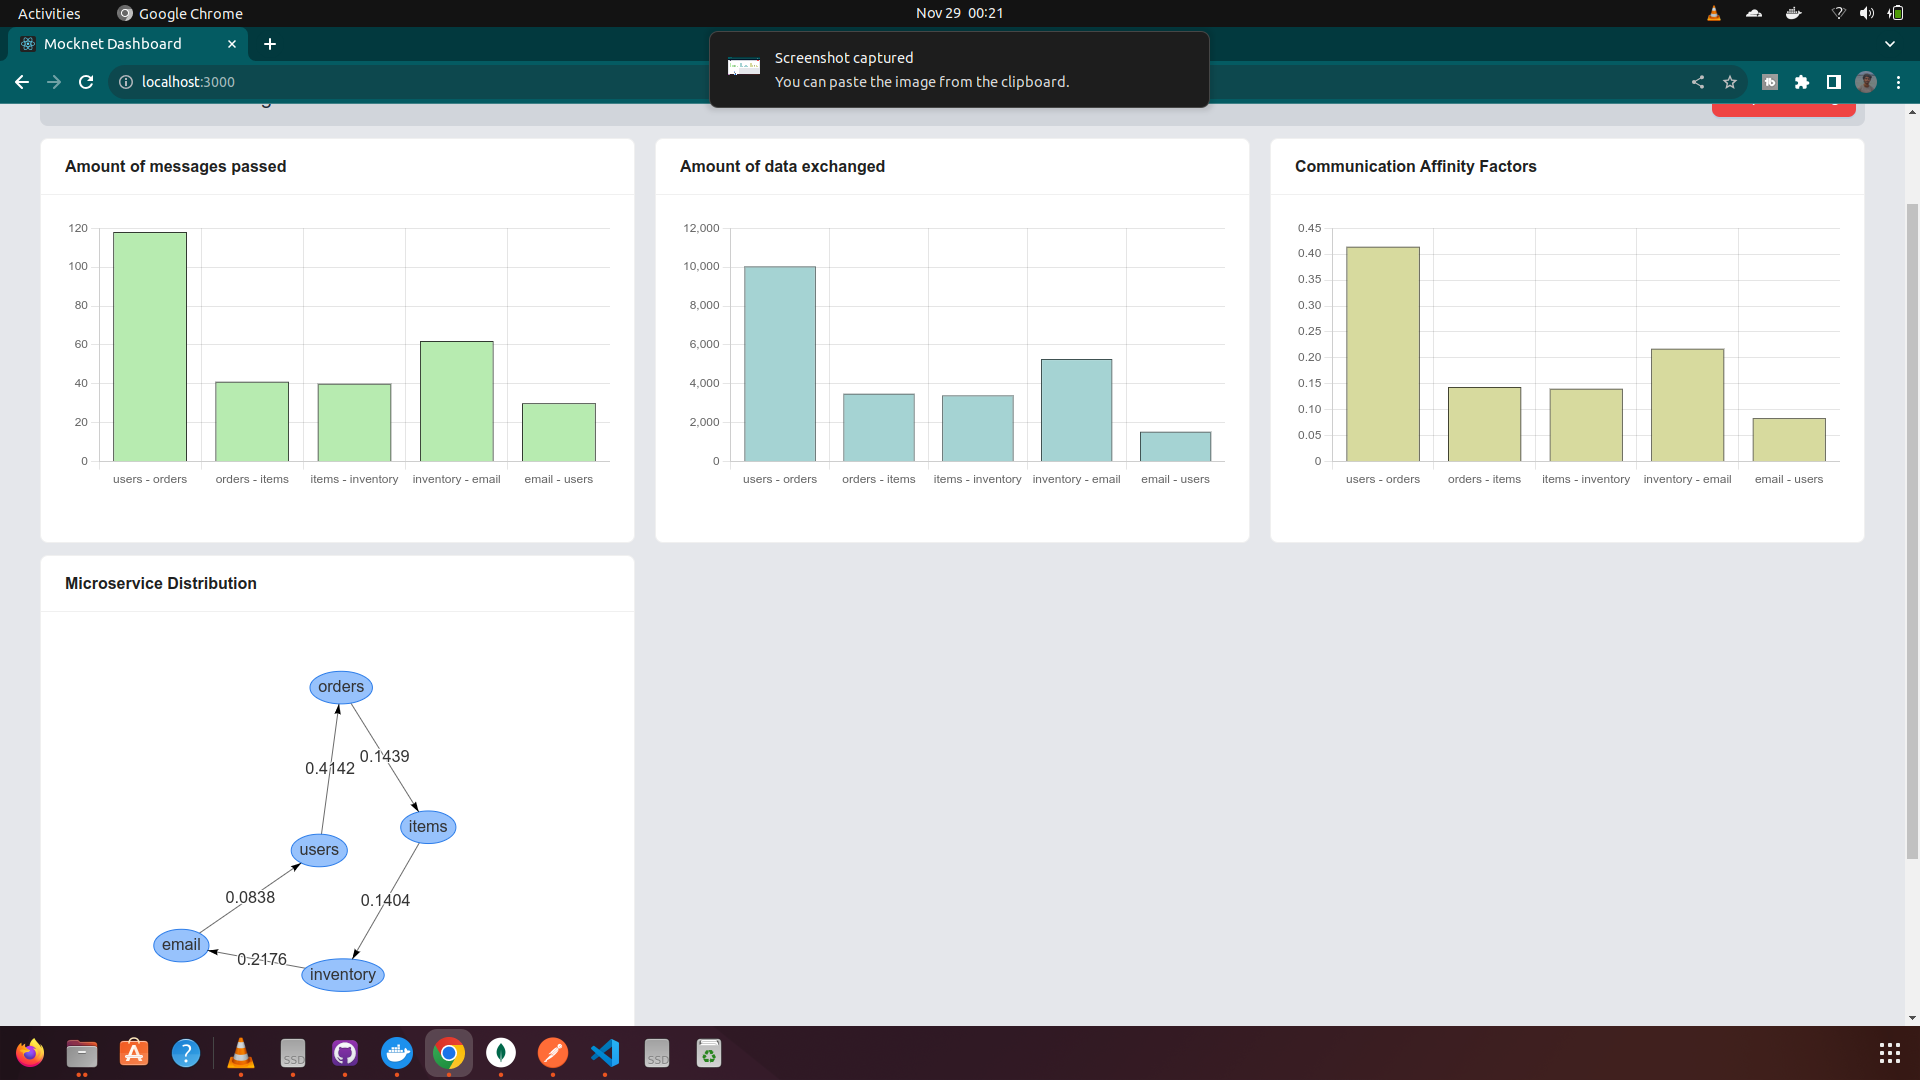 Activities
Google Chrome
Nov 29 00:21
Mocknet Dashboard
localhost:3000
Screenshot captured
You can paste the image from the clipboard.
Amount of messages passed
120
100
80
60
40
20
0
users - orders
orders - items
items - inventory
inventory - email
email - users
Amount of data exchanged
12,000
10,000
8,000
6,000
4,000
2,000
0
users - orders
orders - items
items - inventory
inventory - email
email - users
Communication Affinity Factors
0.45
0.40
0.35
0.30
0.25
0.20
0.15
0.10
0.05
0
users - orders
orders - items
items - inventory
inventory - email
email - users
Microservice Distribution
orders
0.1439
0.4142
items
users
0.0838
0.1404
email
0.2176
inventory
SSD
SSD